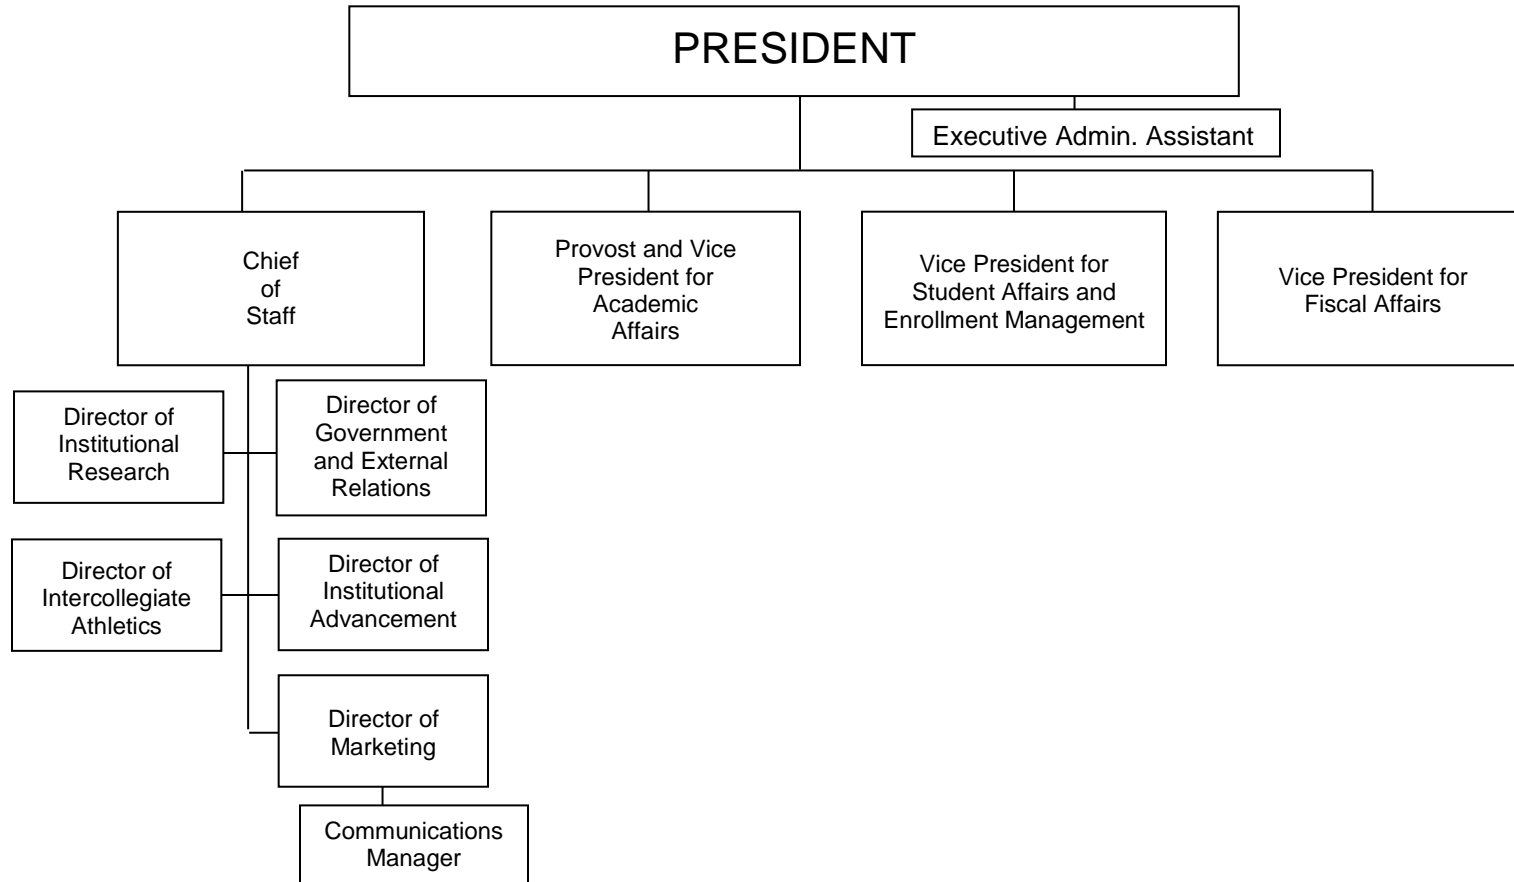 PRESIDENT
Executive Admin. Assistant
Chief
of
Staff
Provost and Vice
President for
Academic
Affairs
Vice President for
Student Affairs and
Enrollment Management
Vice President for
Fiscal Affairs
Director of
Institutional
Research
Director of
Government
and External
Relations
Director of
Intercollegiate
Athletics
Director of
Institutional
Advancement
Director of
Marketing
Communications
Manager